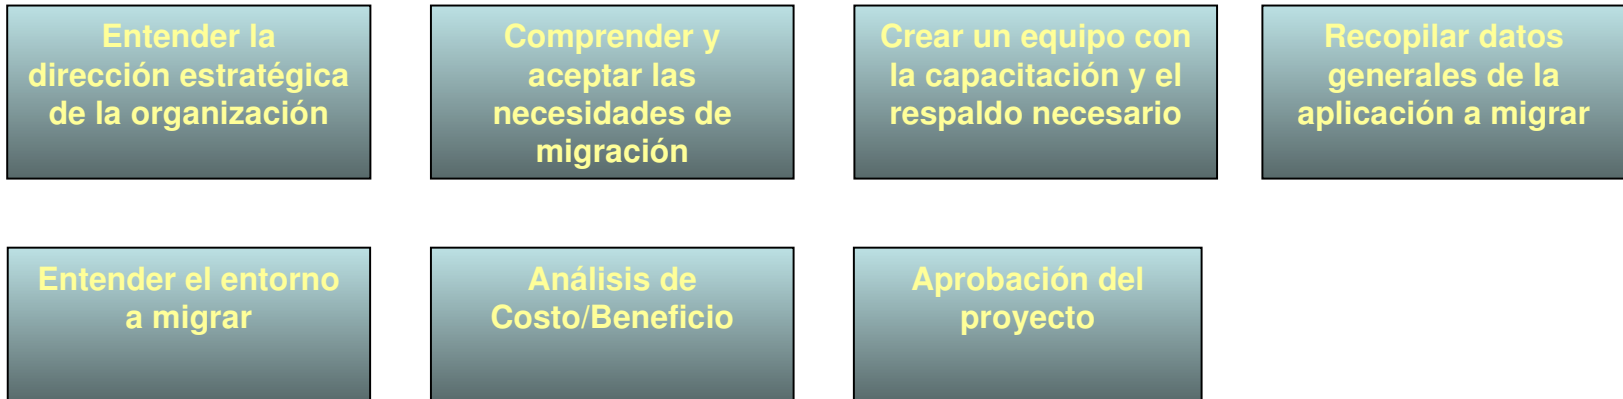 Entender la
dirección estratégica
de la organización
Comprender y
aceptar las
necesidades de
migración
Crear un equipo con
la capacitación y el
respaldo necesario
Recopilar datos
generales de la
aplicación a migrar
Entender el entorno
a migrar
Análisis de
Costo/Beneficio
Aprobación del
proyecto